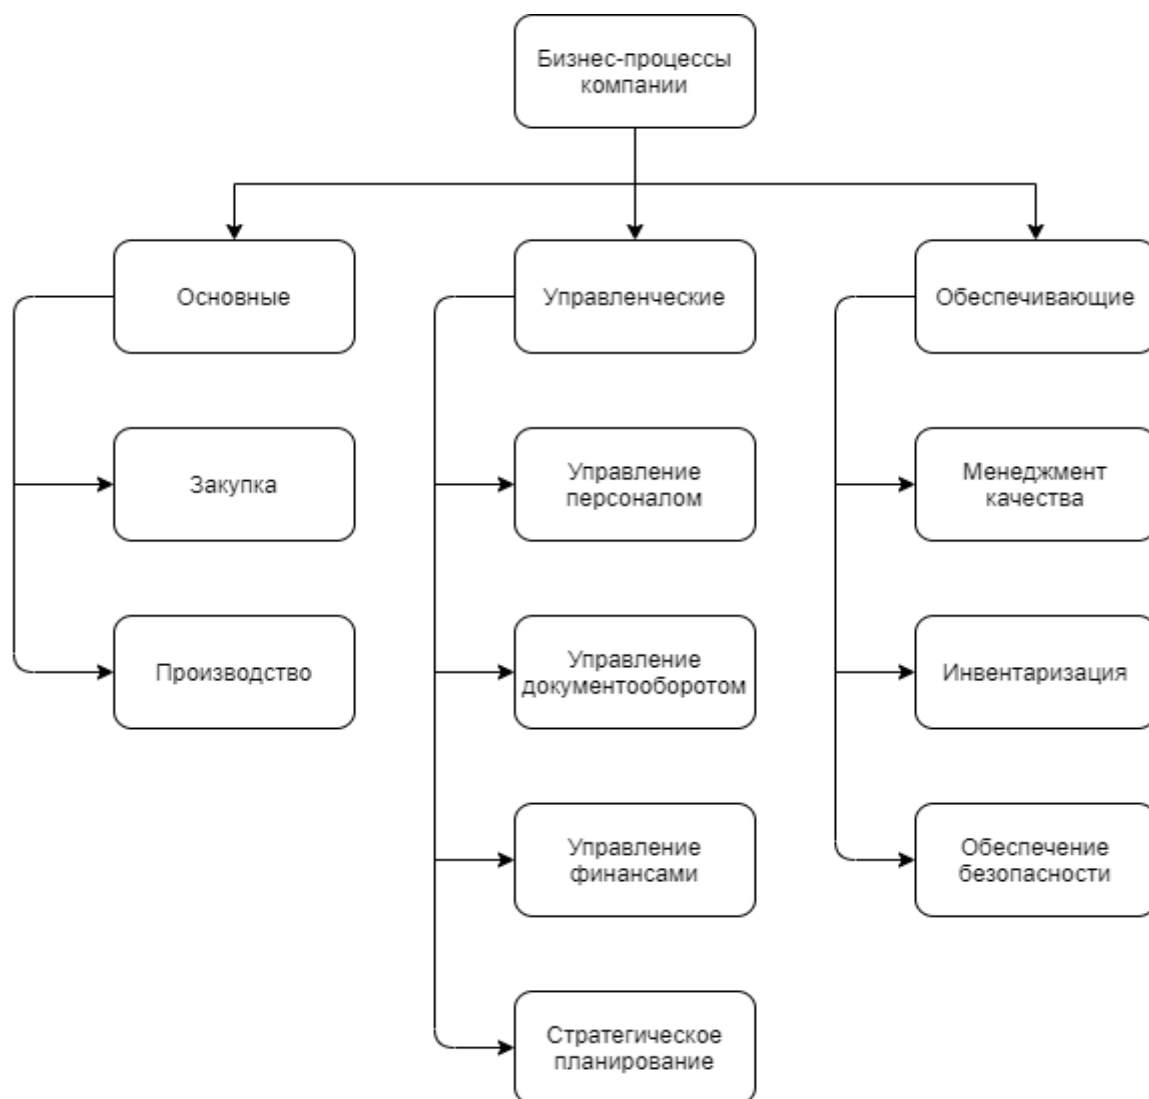 Бизнес-процессы
компании
Основные
Управленческие
Обеспечивающие
Закупка
Управление
персоналом
Менеджмент
качества
Производство
Управление
документооборотом
Инвентаризация
Управление
финансами
Обеспечение
безопасности
Стратегическое
планирование